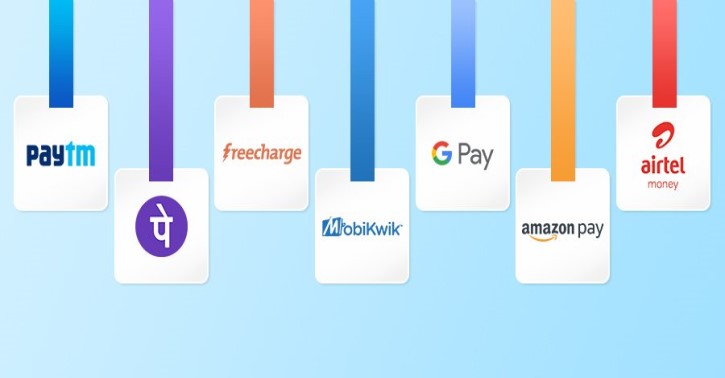 paytm
पे
freecharge
MobiKwik
G Pay
amazon pay
airtel
money